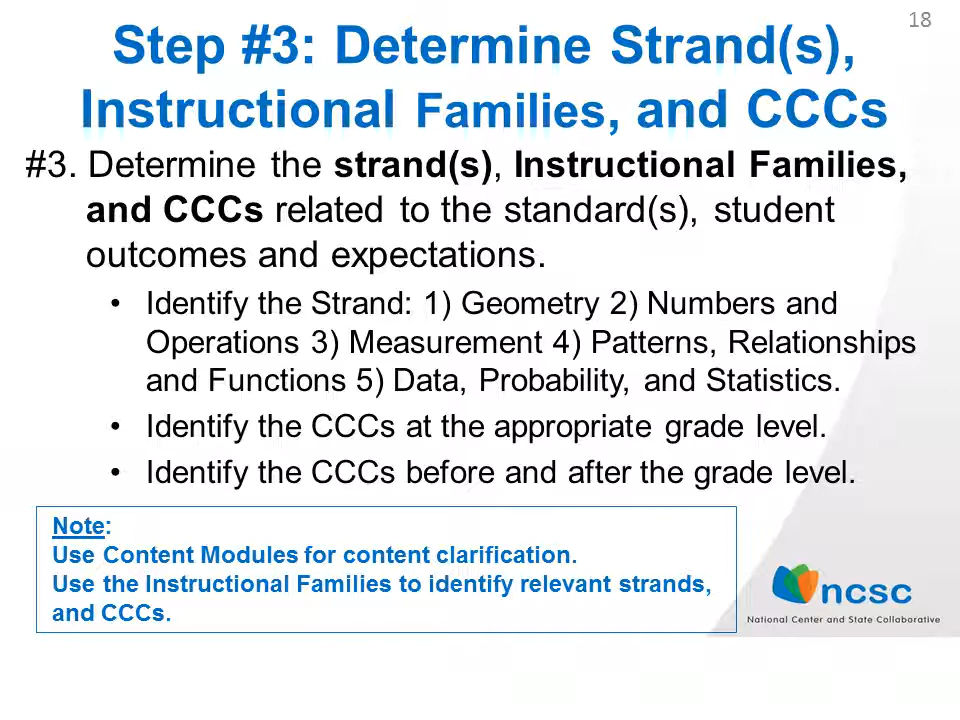 18
Step #3: Determine Strand(s),
Instructional Families, and CCCs
#3. Determine the strand(s), Instructional Families,
and CCCs related to the standard(s), student
outcomes and expectations.
• Identify the Strand: 1) Geometry 2) Numbers and
Operations 3) Measurement 4) Patterns, Relationships
and Functions 5) Data, Probability, and Statistics.
• Identify the CCCs at the appropriate grade level.
• Identify the CCCs before and after the grade level.
Note:
Use Content Modules for content clarification.
Use the Instructional Families to identify relevant strands,
and CCCs.
ncsc
National Center and State Collaborative